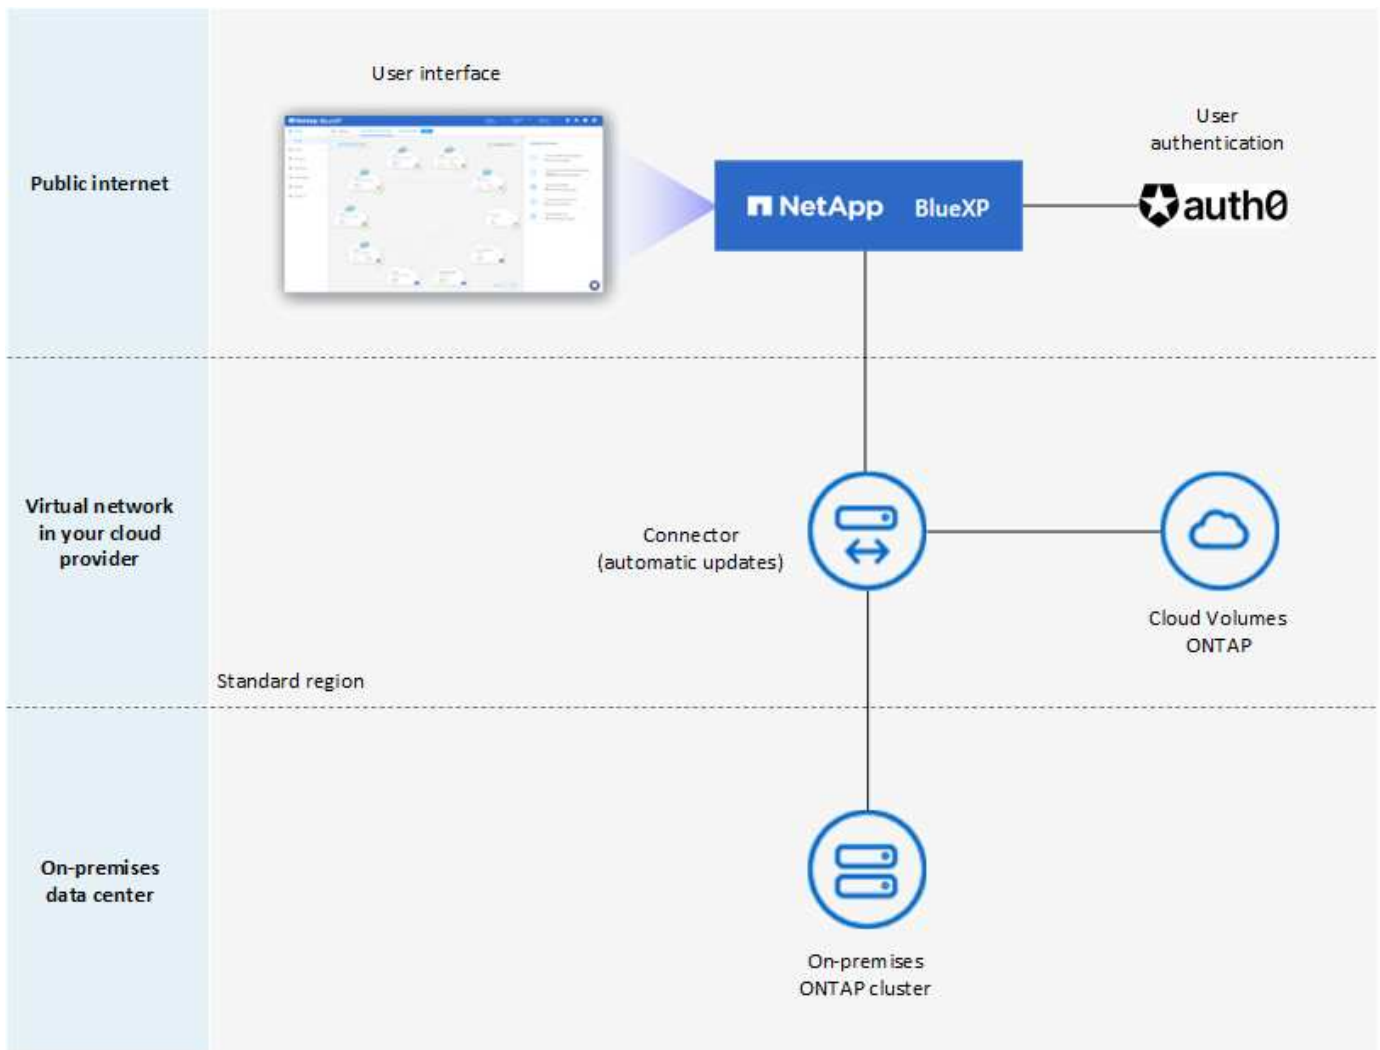 User interface
User
authentication
Public internet
NetApp BlueXP
auth0
Virtual network
in your cloud
provider
Connector
(automatic updates)
Cloud Volumes
ONTAP
Standard region
On-premises
data center
On-premises
ONTAP cluster